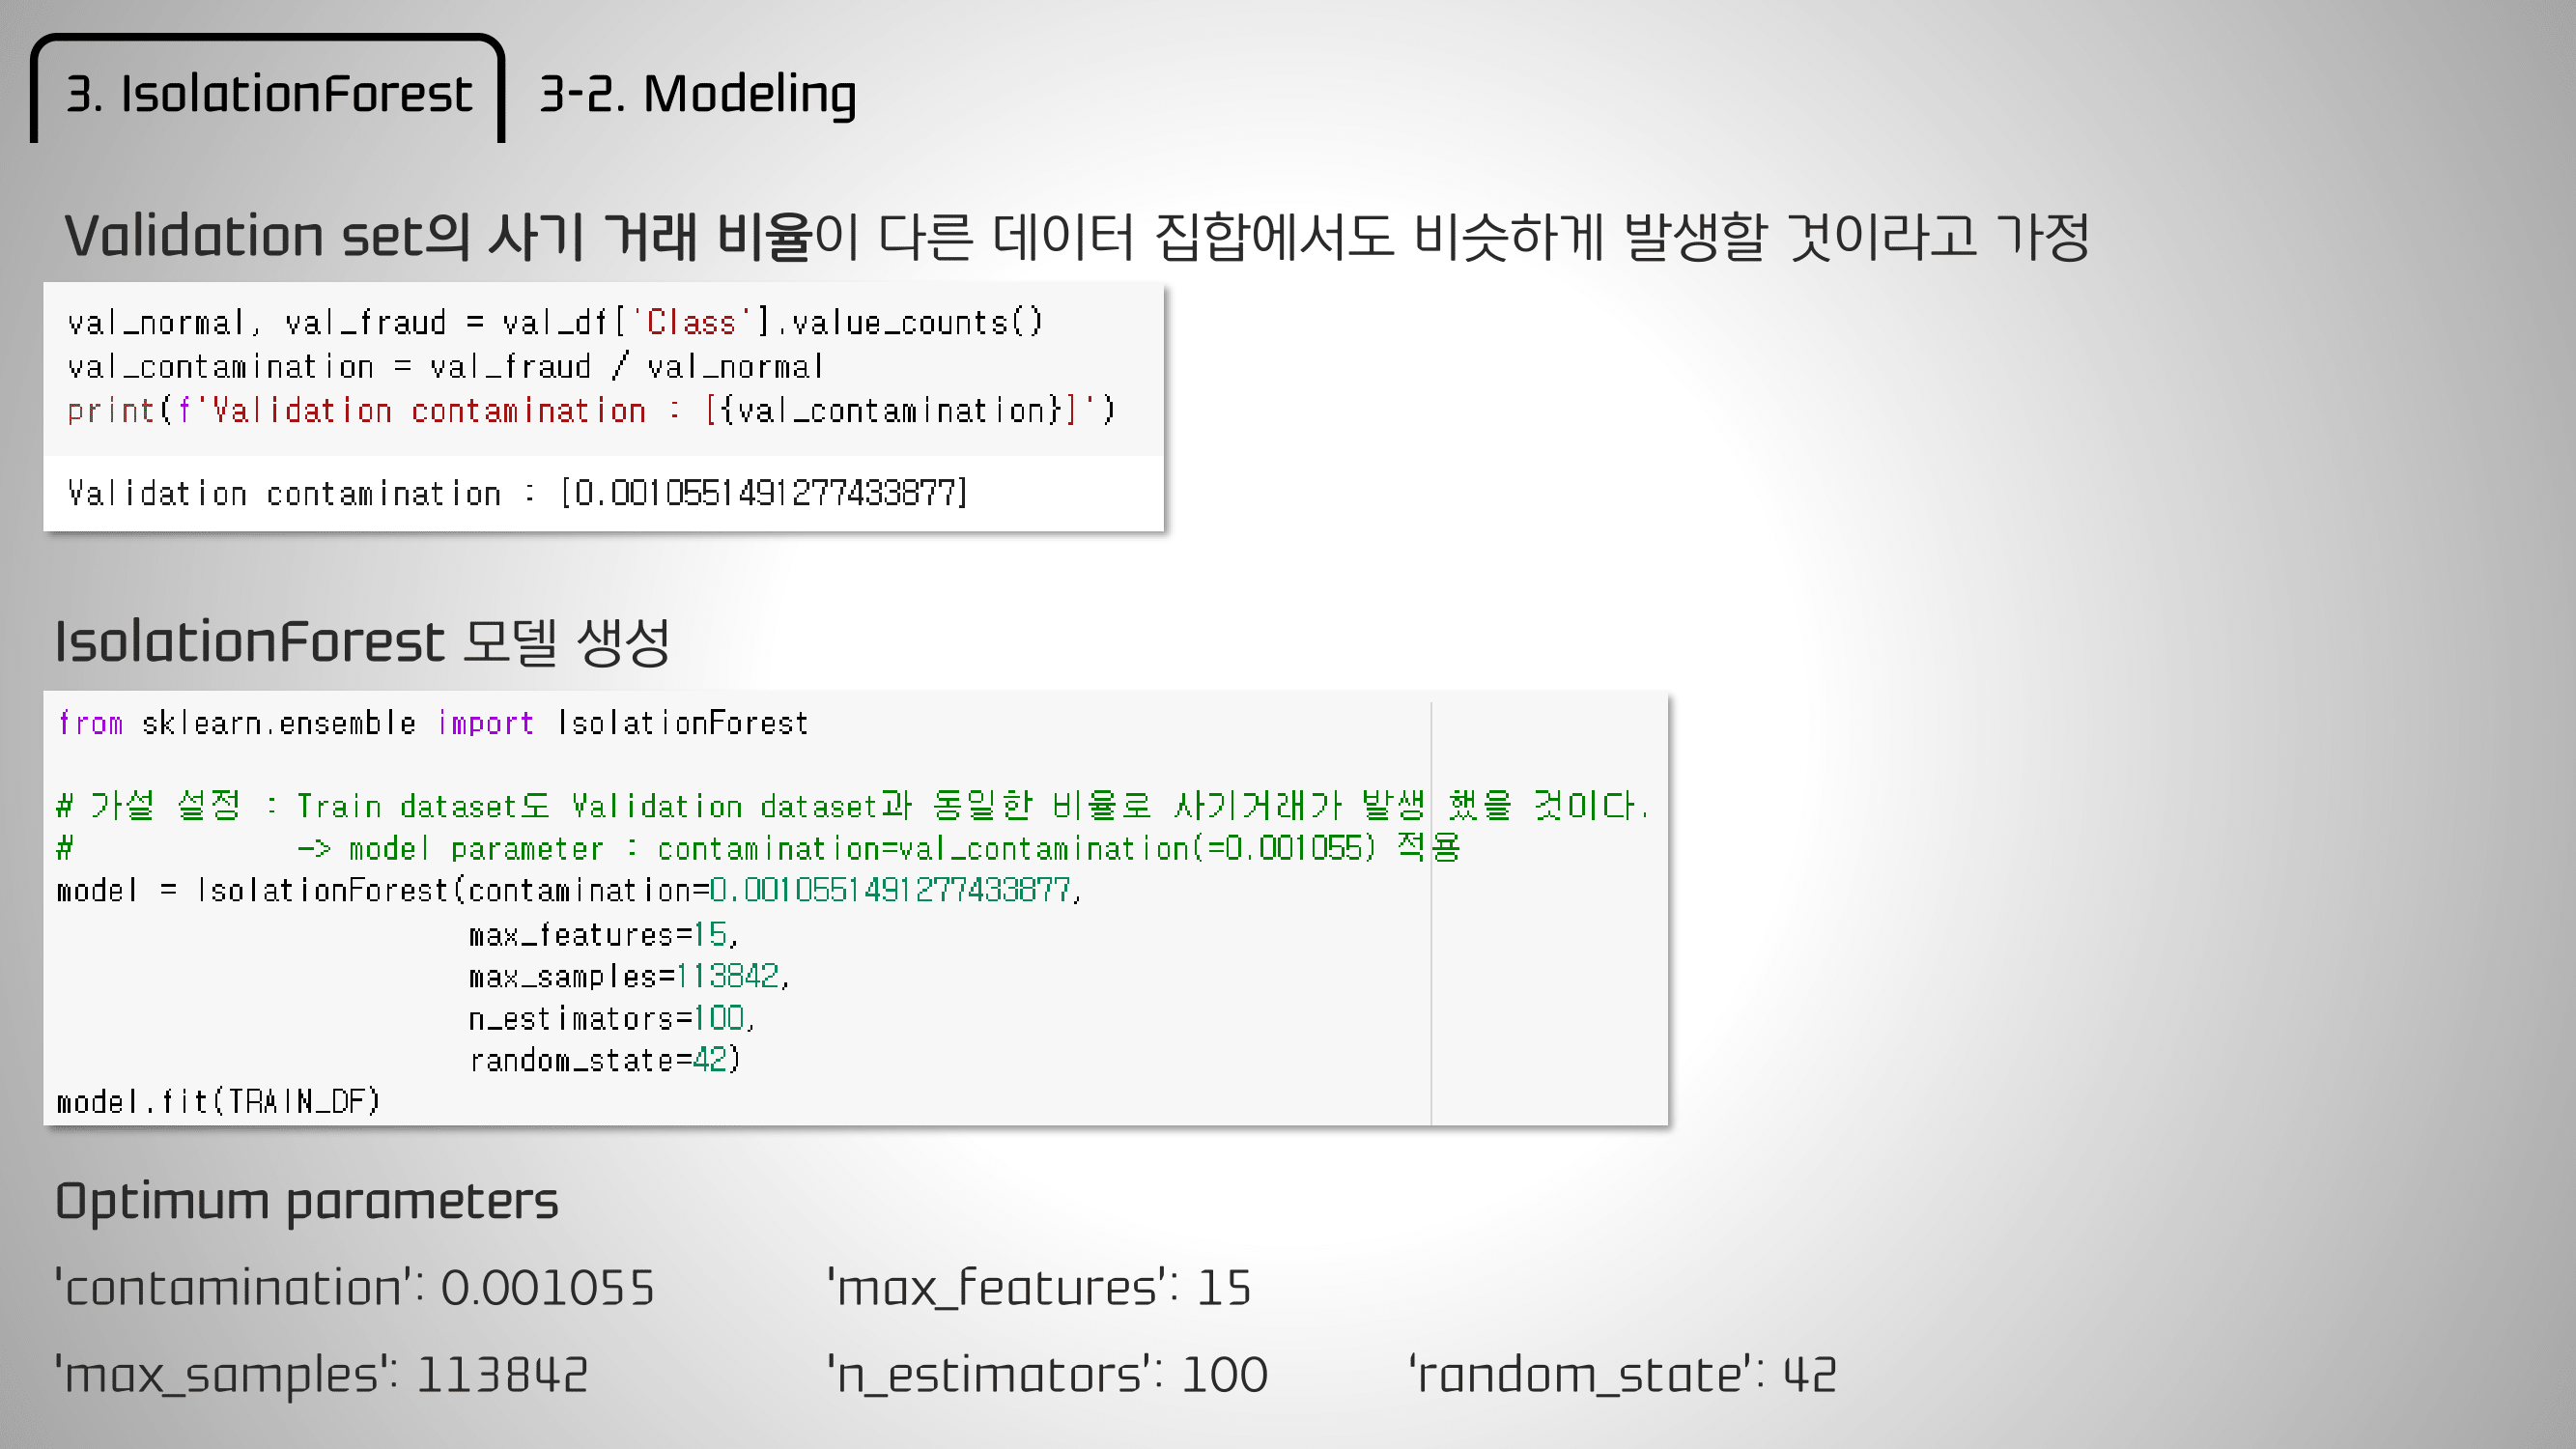 3. IsolationForest 3-2. Modeling
Validation set의 사기 거래 비율이 다른 데이터 집합에서도 비슷하게 발생할 것이라고 가정
val_normal, val_fraud = val_df['Class'].value_counts()
val_contamination = val_fraud / val_normal
print(f'Validation contamination : [{val_contamination}]')
Validation contamination : [0.0010551491277433877]
IsolationForest 모델 생성
from sklearn.ensemble import IsolationForest
# 가설 설정 : Train dataset도 Validation dataset과 동일한 비율로 사기거래가 발생 했을 것이다.
# -> model parameter : contamination=val_contamination(=0.001055) 적용
model = IsolationForest(contamination=0.0010551491277433877,
max_features=15,
max_samples=113842,
n_estimators=100,
random_state=42)
model.fit(TRAIN_DF)
Optimum parameters
'contamination': 0.001055 'max_features': 15
'max_samples': 113842 'n_estimators': 100 'random_state': 42